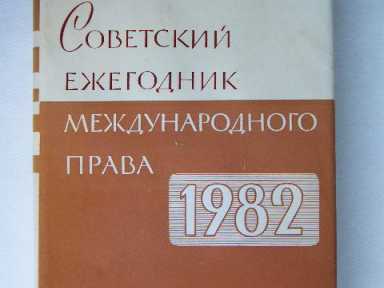 Советский
ежегодник
международного
права
1982